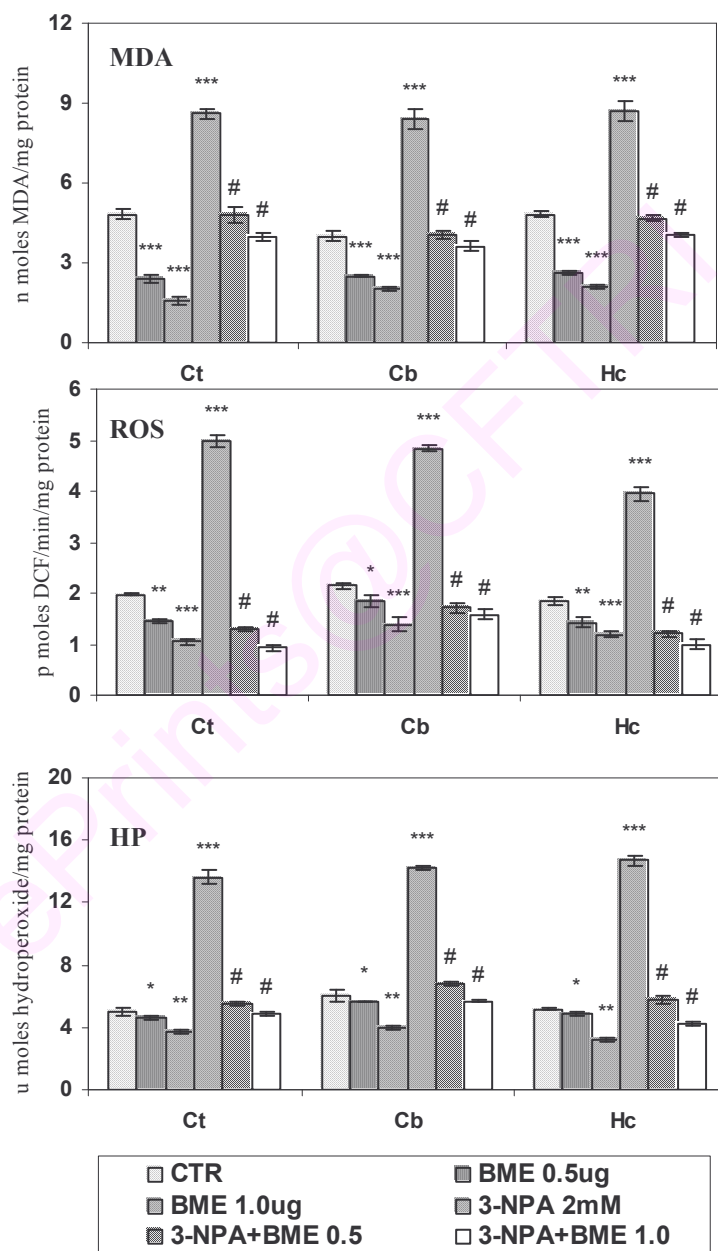 MDA
n moles MDA/mg protein
12
9
6
3
0
*** *** *** # #
*** *** *** # #
*** *** *** # #
Ct Cb Hc
ROS
p moles DCF/min/mg protein
6
5
4
3
2
1
0
** *** *** # #
* *** *** # #
** *** *** # #
Ct Cb Hc
HP
u moles hydroperoxide/mg protein
20
16
12
8
4
0
* ** *** # #
* ** *** # #
* ** *** # #
Ct Cb Hc
CTR BME 0.5ug
BME 1.0ug 3-NPA 2mM
3-NPA+BME 0.5 3-NPA+BME 1.0
ePrints@CFTRI